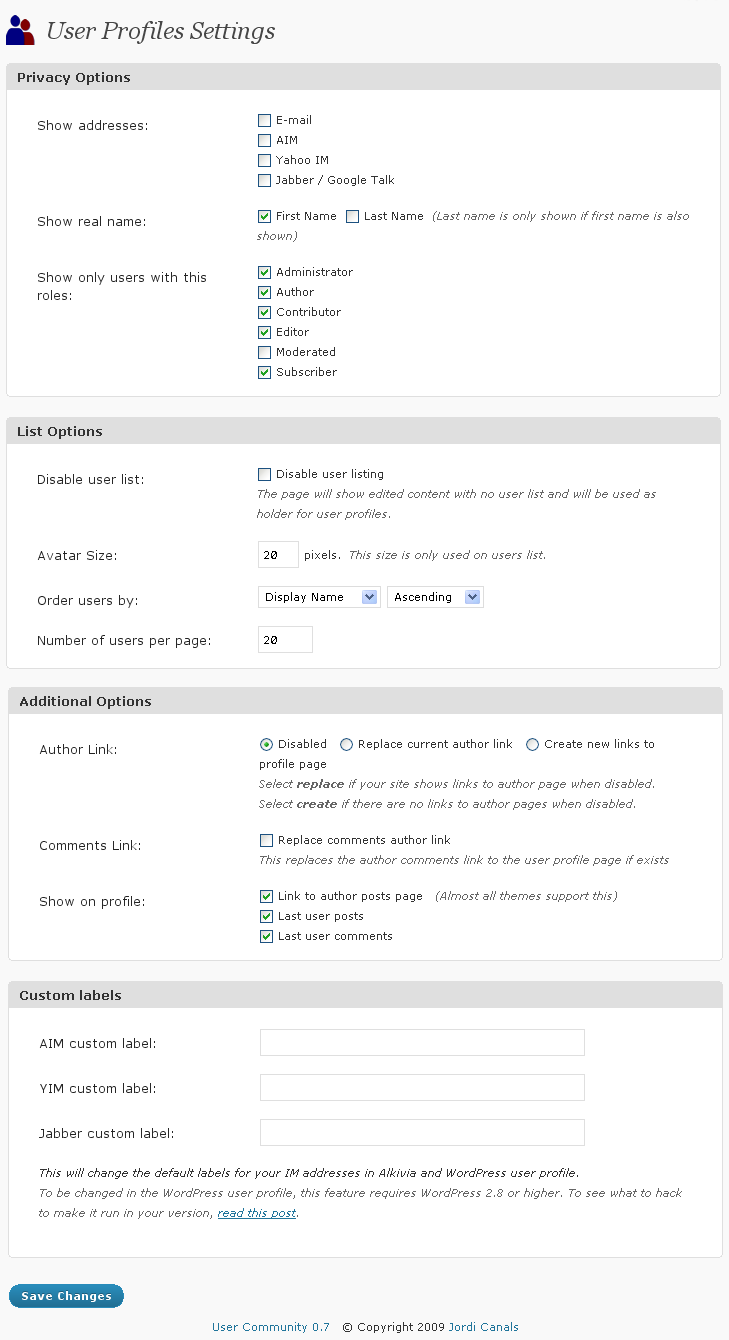 User Profiles Settings
Privacy Options
Show addresses:
E-mail
AIM
Yahoo IM
Jabber / Google Talk
Show real name:
First Name Last Name (Last name is only shown if first name is also
shown)
Show only users with this
roles:
Administrator
Author
Contributor
Editor
Moderated
Subscriber
List Options
Disable user list:
Disable user listing
The page will show edited content with no user list and will be used as
holder for user profiles.
Avatar Size:
20 pixels. This size is only used on users list.
Order users by:
Display Name Ascending
Number of users per page:
20
Additional Options
Author Link:
Disabled Replace current author link Create new links to
profile page
Select replace if your site shows links to author page when disabled.
Select create if there are no links to author pages when disabled.
Comments Link:
Replace comments author link
This replaces the author comments link to the user profile page if exists
Show on profile:
Link to author posts page (Almost all themes support this)
Last user posts
Last user comments
Custom labels
AIM custom label:
YIM custom label:
Jabber custom label:
This will change the default labels for your IM addresses in Alkivia and WordPress user profile.
To be changed in the WordPress user profile, this feature requires WordPress 2.8 or higher. To see what to hack
to make it run in your version, read this post.
Save Changes
User Community 0.7 © Copyright 2009 Jordi Canals